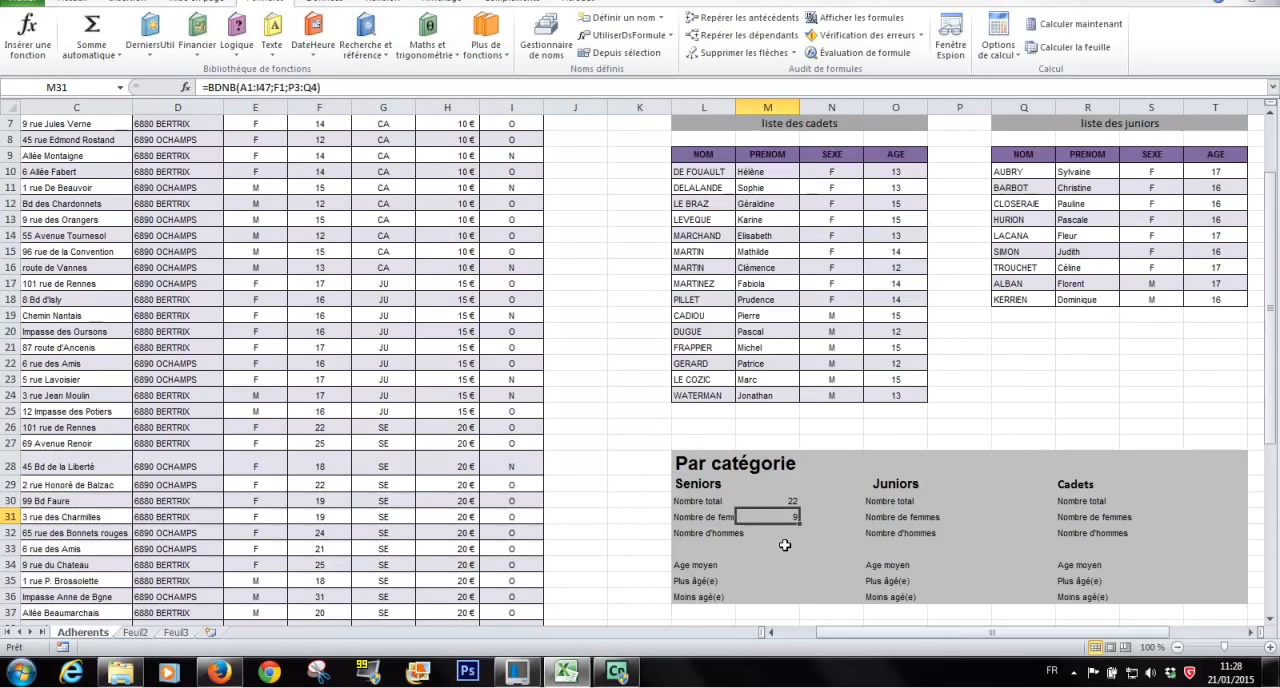 Insérer une fonction
Somme automatique
DerniersUtil
Financier
Logique
Texte
DateHeure
Recherche et référence
Maths et trigonométrie
Plus de fonctions
Bibliothèque de fonctions
Gestionnaire de noms
Définir un nom
UtiliserDsFormule
Depuis sélection
Noms définis
Repérer les antécédents
Repérer les dépendants
Supprimer les flèches
Afficher les formules
Vérification des erreurs
Évaluation de formule
Audit de formules
Fenêtre Espion
Options de calcul
Calculer maintenant
Calculer la feuille
Calcul
M31 fx =BDNB(A1:I47;F1;P3:Q4)
C D E F G H I J K L M N O P Q R S T
7 9 rue Jules Verne 6880 BERTRIX F 14 CA 10 € O liste des cadets liste des juniors
8 45 rue Edmond Rostand 6890 OCHAMPS F 12 CA 10 € O
9 Allée Montaigne 6880 BERTRIX F 14 CA 10 € N NOM PRENOM SEXE AGE NOM PRENOM SEXE AGE
10 6 Allée Fabert 6880 BERTRIX F 14 CA 10 € O DE FOUAULT Hélène F 13 AUBRY Sylvaine F 17
11 1 rue De Beauvoir 6890 OCHAMPS M 15 CA 10 € N DELALANDE Sophie F 13 BARBOT Christine F 16
12 Bd des Chardonnets 6880 BERTRIX M 12 CA 10 € O LE BRAZ Géraldine F 15 CLOSERAIE Pauline F 16
13 9 rue des Orangers 6890 OCHAMPS M 15 CA 10 € O LEVEQUE Karine F 15 HURION Pascale F 16
14 55 Avenue Tournesol 6890 OCHAMPS M 12 CA 10 € O MARCHAND Elisabeth F 13 LACANA Fleur F 17
15 96 rue de la Convention 6890 OCHAMPS M 15 CA 10 € O MARTIN Mathilde F 14 SIMON Judith F 16
16 route de Vannes 6880 BERTRIX M 13 CA 10 € N MARTIN Clèmence F 12 TROUCHET Céline F 17
17 101 rue de Rennes 6890 OCHAMPS F 16 JU 15 € O MARTINEZ Fabiola F 14 ALBAN Florent M 17
18 8 Bd d'Isly 6880 BERTRIX F 16 JU 15 € O PILLET Prudence F 14 KERRIEN Dominique M 16
19 Chemin Nantais 6880 BERTRIX F 16 JU 15 € N CADIOU Pierre M 15
20 Impasse des Oursons 6880 BERTRIX F 16 JU 15 € O DUGUE Pascal M 12
21 87 route d'Ancenis 6880 BERTRIX F 17 JU 15 € O FRAPPIER Michel M 15
22 6 rue des Amis 6890 OCHAMPS F 16 JU 15 € O GERARD Patrice M 12
23 5 rue Lavoisier 6890 OCHAMPS F 17 JU 15 € N LE COZIC Marc M 15
24 3 rue Jean Moulin 6880 BERTRIX M 17 JU 15 € N WATERMAN Jonathan M 13
25 12 Impasse des Potiers 6880 BERTRIX M 16 JU 15 € O
26 101 rue de Rennes 6880 BERTRIX F 22 SE 20 € O
27 69 Avenue Renoir 6880 BERTRIX F 25 SE 20 € O
28 45 Bd de la Liberté 6890 OCHAMPS F 18 SE 20 € N Par catégorie
29 2 rue Honoré de Balzac 6890 OCHAMPS F 25 SE 20 € O Seniors Juniors Cadets
30 99 Bd Faure 6890 OCHAMPS F 19 SE 20 € O Nombre total 22 Nombre total Nombre total
31 3 rue des Charmilles 6880 BERTRIX F 19 SE 20 € O Nombre de fem 9 Nombre de femmes Nombre de femmes
32 65 rue des Bonnets rouges 6890 OCHAMPS F 24 SE 20 € O Nombre d'hommes Nombre d'hommes Nombre d'hommes
33 6 rue des Amis 6890 OCHAMPS F 21 SE 20 € O
34 9 rue du Chateau 6880 BERTRIX F 25 SE 20 € O Age moyen Age moyen Age moyen
35 1 rue P. Brossolette 6880 BERTRIX M 18 SE 20 € O Plus âgé(e) Plus âgé(e) Plus âgé(e)
36 Impasse Anne de Bgne 6890 OCHAMPS M 31 SE 20 € O Moins agé(e) Moins agé(e) Moins agé(e)
37 Allée Beaumarchais 6880 BERTRIX M 20 SE 20 € O
Adherents Feuil2 Feuil3
Prêt 100 %
99 Ps Cp FR 11:28
21/01/2015